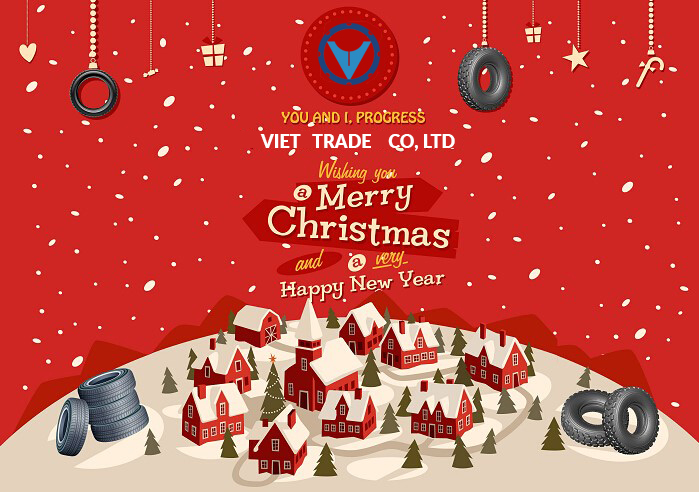 YOU AND I, PROGRESS
VIET TRADE CO, LTD
Wishing you
a Merry
Christmas
and a very
Happy New Year